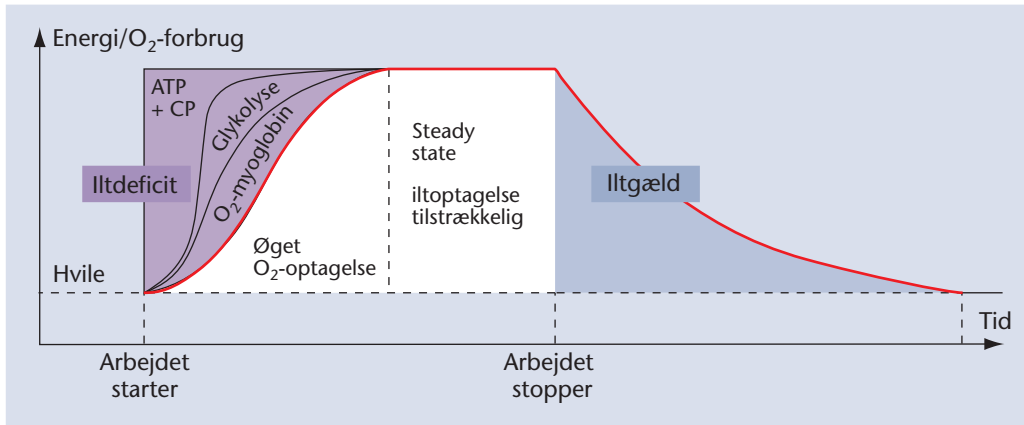 Energi/O₂-forbrug
ATP
+ CP
Glykolyse
O₂-myoglobin
Iltdeficit
Steady
state
iltoptagelse
tilstrækkelig
Iltgæld
Øget
O₂-optagelse
Hvile
Tid
Arbejdet
starter
Arbejdet
stopper